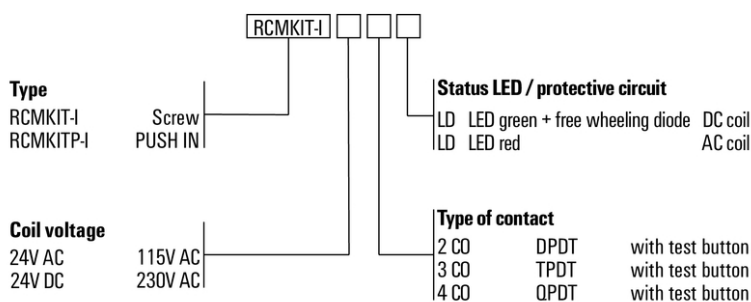 RCMKIT-I
Type
RCMKIT-I Screw
RCMKITP-I PUSH IN
Status LED / protective circuit
LD LED green + free wheeling diode DC coil
LD LED red AC coil
Coil voltage
24V AC 115V AC
24V DC 230V AC
Type of contact
2 CO DPDT with test button
3 CO TPDT with test button
4 CO QPDT with test button